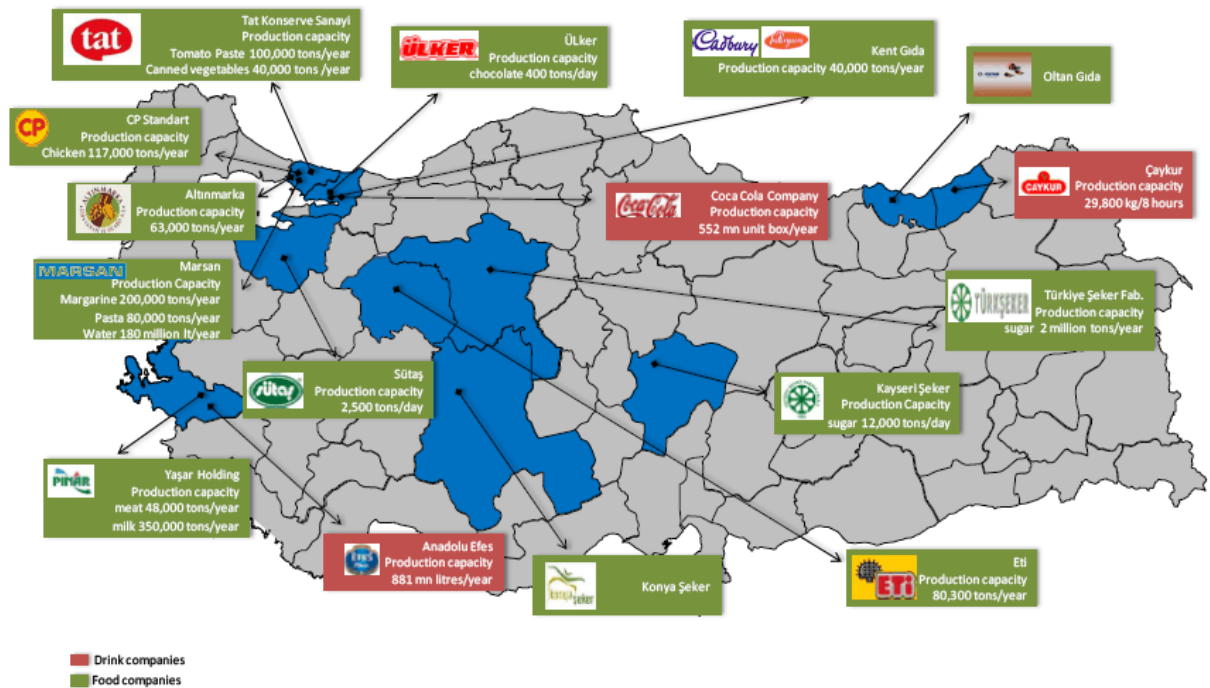 tat
Tat Konserve Sanayi
Production capacity
Tomato Paste 100,000 tons/year
Canned vegetables 40,000 tons /year
ÜLKER
ÜLker
Production capacity
chocolate 400 tons/day
Cadbury
Kent Gıda
Production capacity 40,000 tons/year
Oltan Gıda
CP
CP Standart
Production capacity
Chicken 117,000 tons/year
ALTINMARKA
Altınmarka
Production capacity
63,000 tons/year
Coca Cola
Coca Cola Company
Production capacity
552 mn unit box/year
ÇAYKUR
Çaykur
Production capacity
29,800 kg/8 hours
MARSAN
Marsan
Production Capacity
Margarine 200,000 tons/year
Pasta 80,000 tons/year
Water 180 million lt/year
TÜRKŞEKER
Türkiye Şeker Fab.
Production capacity
sugar 2 million tons/year
sütaş
Sütaş
Production capacity
2,500 tons/day
Kayseri Şeker
Production Capacity
sugar 12,000 tons/day
PINAR
Yaşar Holding
Production capacity
meat 48,000 tons/year
milk 350,000 tons/year
EFES
Anadolu Efes
Production capacity
881 mn litres/year
konya
şeker
Konya Şeker
ETi
Eti
Production capacity
80,300 tons/year
Drink companies
Food companies